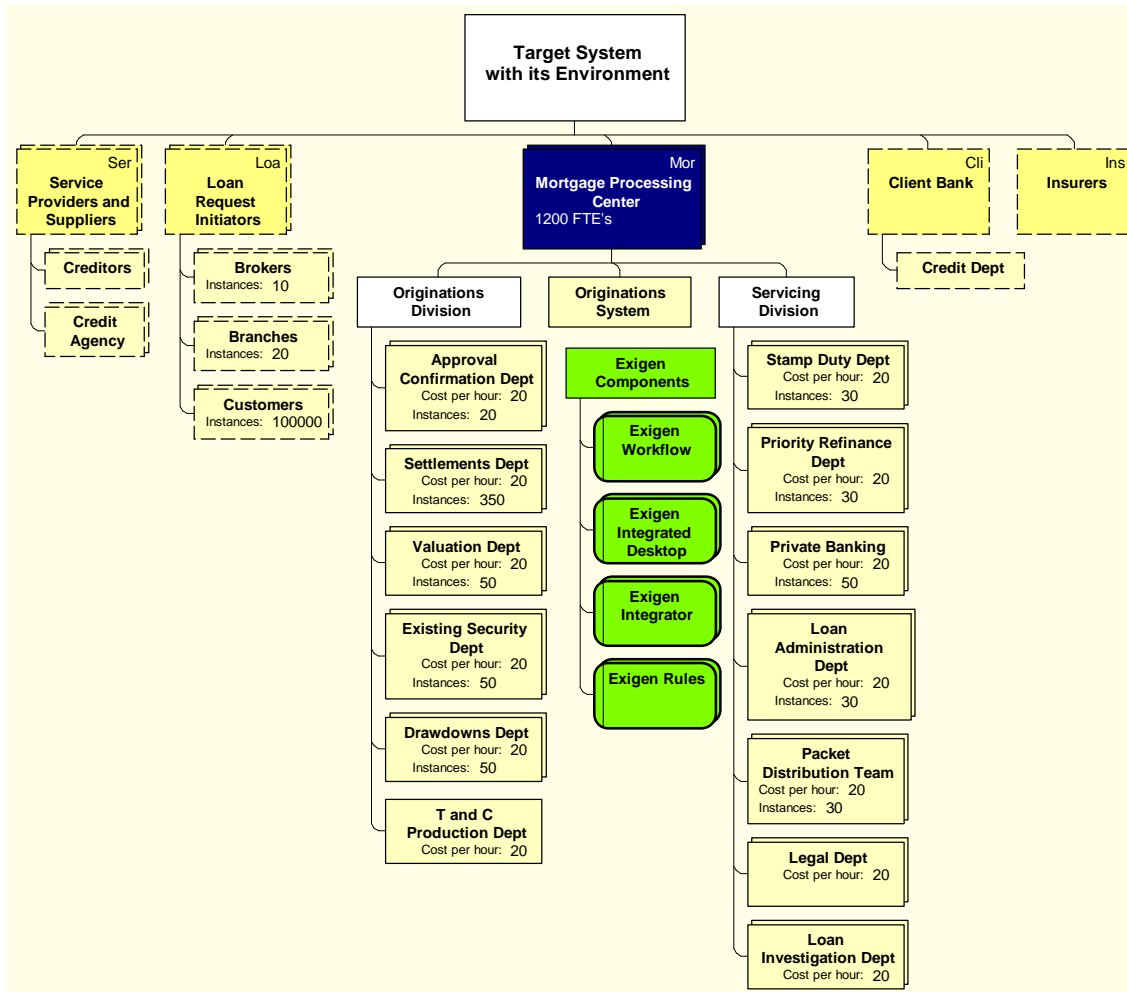 Target System
with its Environment
Ser
Service
Providers and
Suppliers
Creditors
Credit
Agency
Loa
Loan
Request
Initiators
Brokers
Instances: 10
Branches
Instances: 20
Customers
Instances: 100000
Mor
Mortgage Processing
Center
1200 FTE's
Originations
Division
Approval
Confirmation Dept
Cost per hour: 20
Instances: 20
Settlements Dept
Cost per hour: 20
Instances: 350
Valuation Dept
Cost per hour: 20
Instances: 50
Existing Security
Dept
Cost per hour: 20
Instances: 50
Drawdowns Dept
Cost per hour: 20
Instances: 50
T and C
Production Dept
Cost per hour: 20
Originations
System
Exigen
Components
Exigen
Workflow
Exigen
Integrated
Desktop
Exigen
Integrator
Exigen Rules
Servicing
Division
Stamp Duty Dept
Cost per hour: 20
Instances: 30
Priority Refinance
Dept
Cost per hour: 20
Instances: 30
Private Banking
Cost per hour: 20
Instances: 50
Loan
Administration
Dept
Cost per hour: 20
Instances: 30
Packet
Distribution Team
Cost per hour: 20
Instances: 30
Legal Dept
Cost per hour: 20
Loan
Investigation Dept
Cost per hour: 20
Cli
Client Bank
Credit Dept
Ins
Insurers